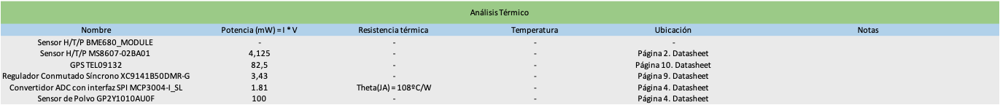 Análisis Térmico
Nombre Potencia (mW) = I * V Resistencia térmica Temperatura Ubicación Notas
Sensor H/T/P BME680_MODULE - - - -
Sensor H/T/P MS8607-02BA01 4,125 - - Página 2. Datasheet
GPS TEL09132 82,5 - - Página 10. Datasheet
Regulador Conmutado Síncrono XC9141B50DMR-G 3,43 - - Página 9. Datasheet
Convertidor ADC con interfaz SPI MCP3004-I_SL 1.81 Theta(JA) = 108ºC/W - Página 4. Datasheet
Sensor de Polvo GP2Y1010AU0F 100 - - Página 4. Datasheet